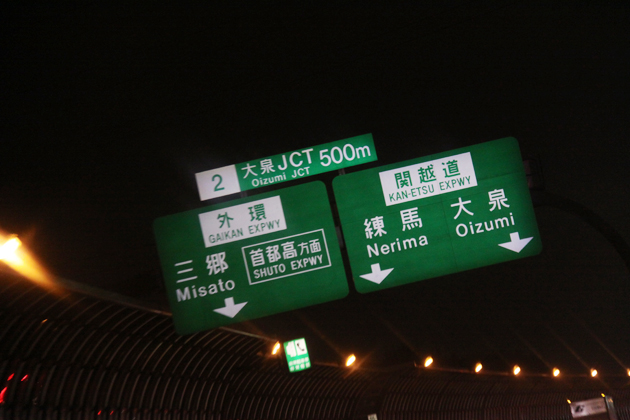 2 大泉JCT 500m
Oizumi JCT
外環
GAIKAN EXPWY
三郷
Misato
首都高方面
SHUTO EXPWY
関越道
KAN-ETSU EXPWY
練馬
Nerima
大泉
Oizumi